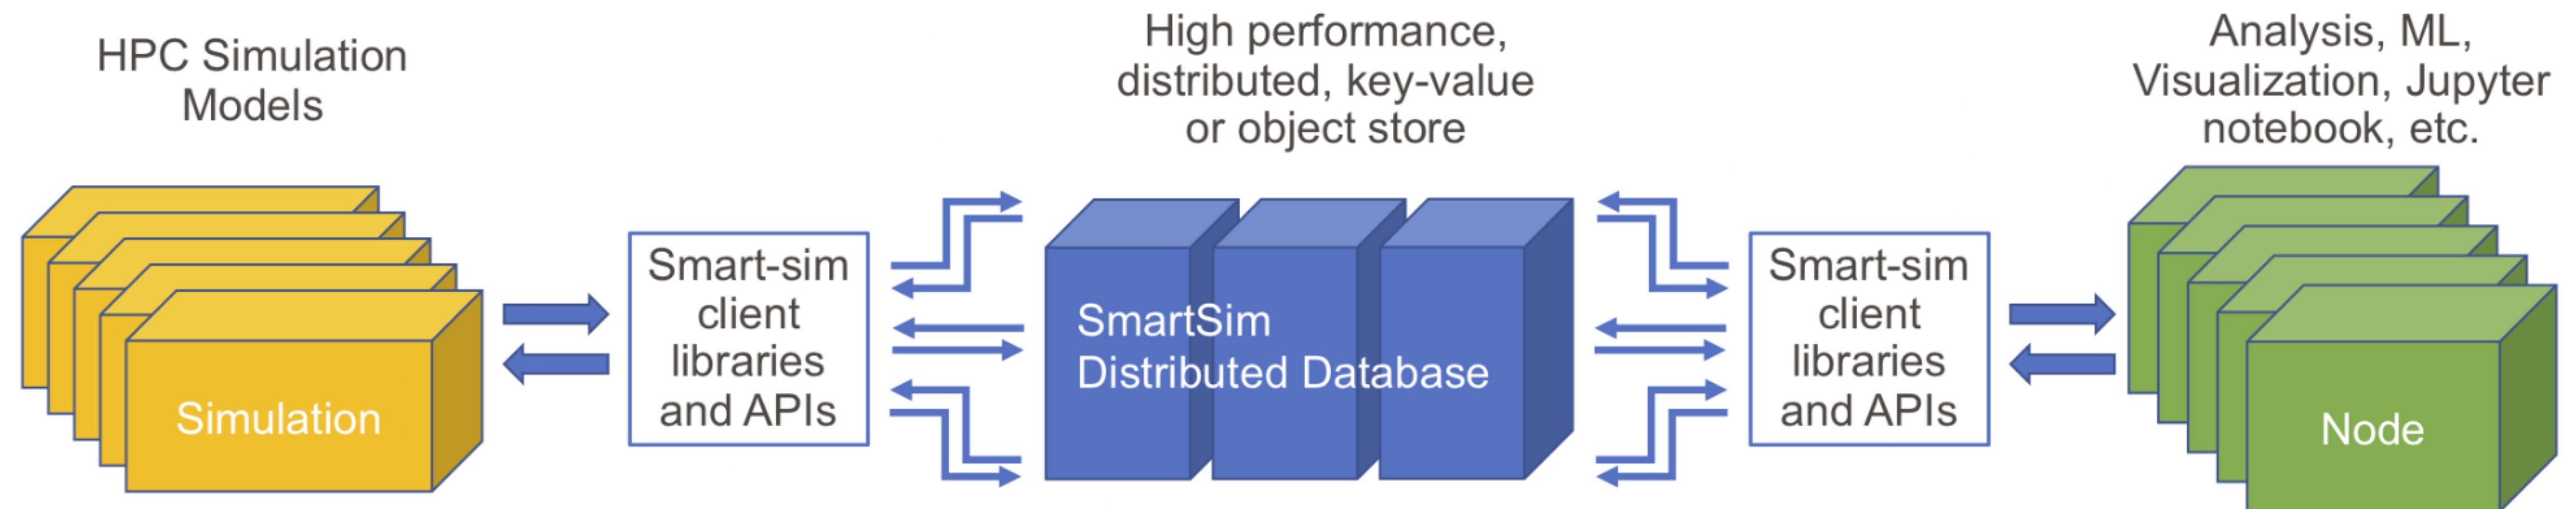 HPC Simulation
Models
Simulation
Smart-sim
client
libraries
and APIs
High performance,
distributed, key-value
or object store
SmartSim
Distributed Database
Smart-sim
client
libraries
and APIs
Analysis, ML,
Visualization, Jupyter
notebook, etc.
Node